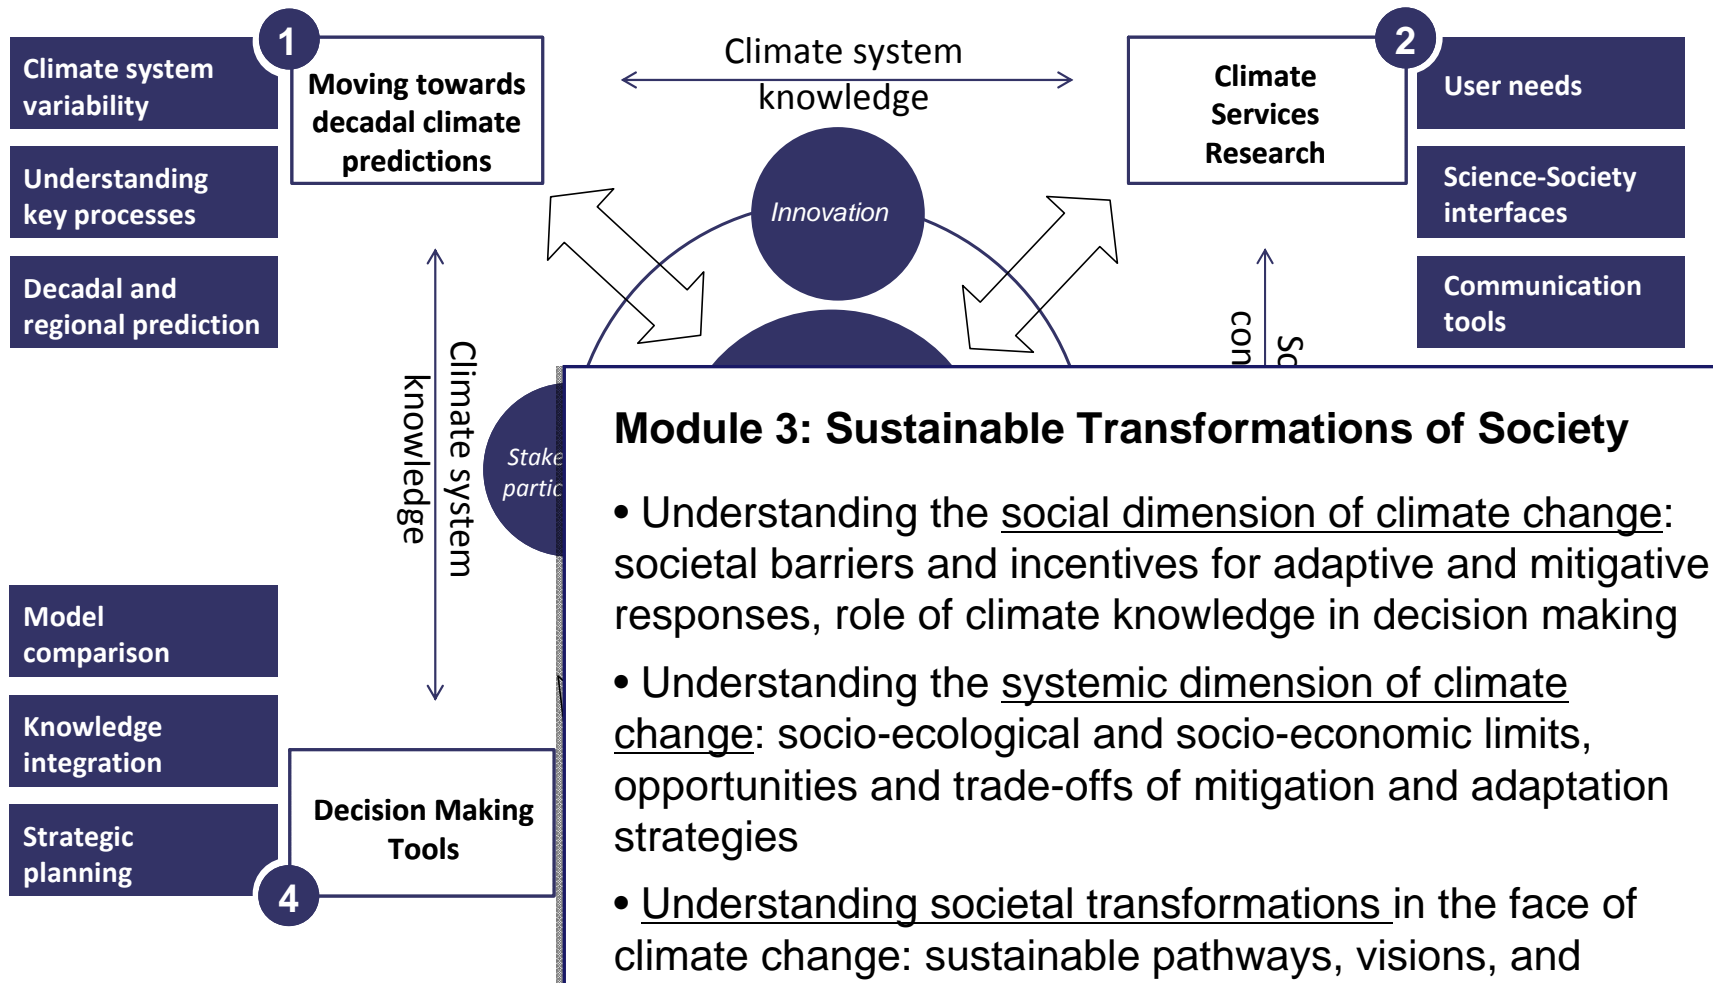 1
Climate system
variability
Moving towards
decadal climate
predictions
Understanding
key processes
Decadal and
regional prediction
Climate system
knowledge
2
Climate
Services
Research
User needs
Science-Society
interfaces
Communication
tools
Innovation
Climate system
knowledge
Module 3: Sustainable Transformations of Society
• Understanding the social dimension of climate change:
societal barriers and incentives for adaptive and mitigative
responses, role of climate knowledge in decision making
• Understanding the systemic dimension of climate
change: socio-ecological and socio-economic limits,
opportunities and trade-offs of mitigation and adaptation
strategies
• Understanding societal transformations in the face of
climate change: sustainable pathways, visions, and
Model
comparison
Knowledge
integration
Strategic
planning
Decision Making
Tools
4